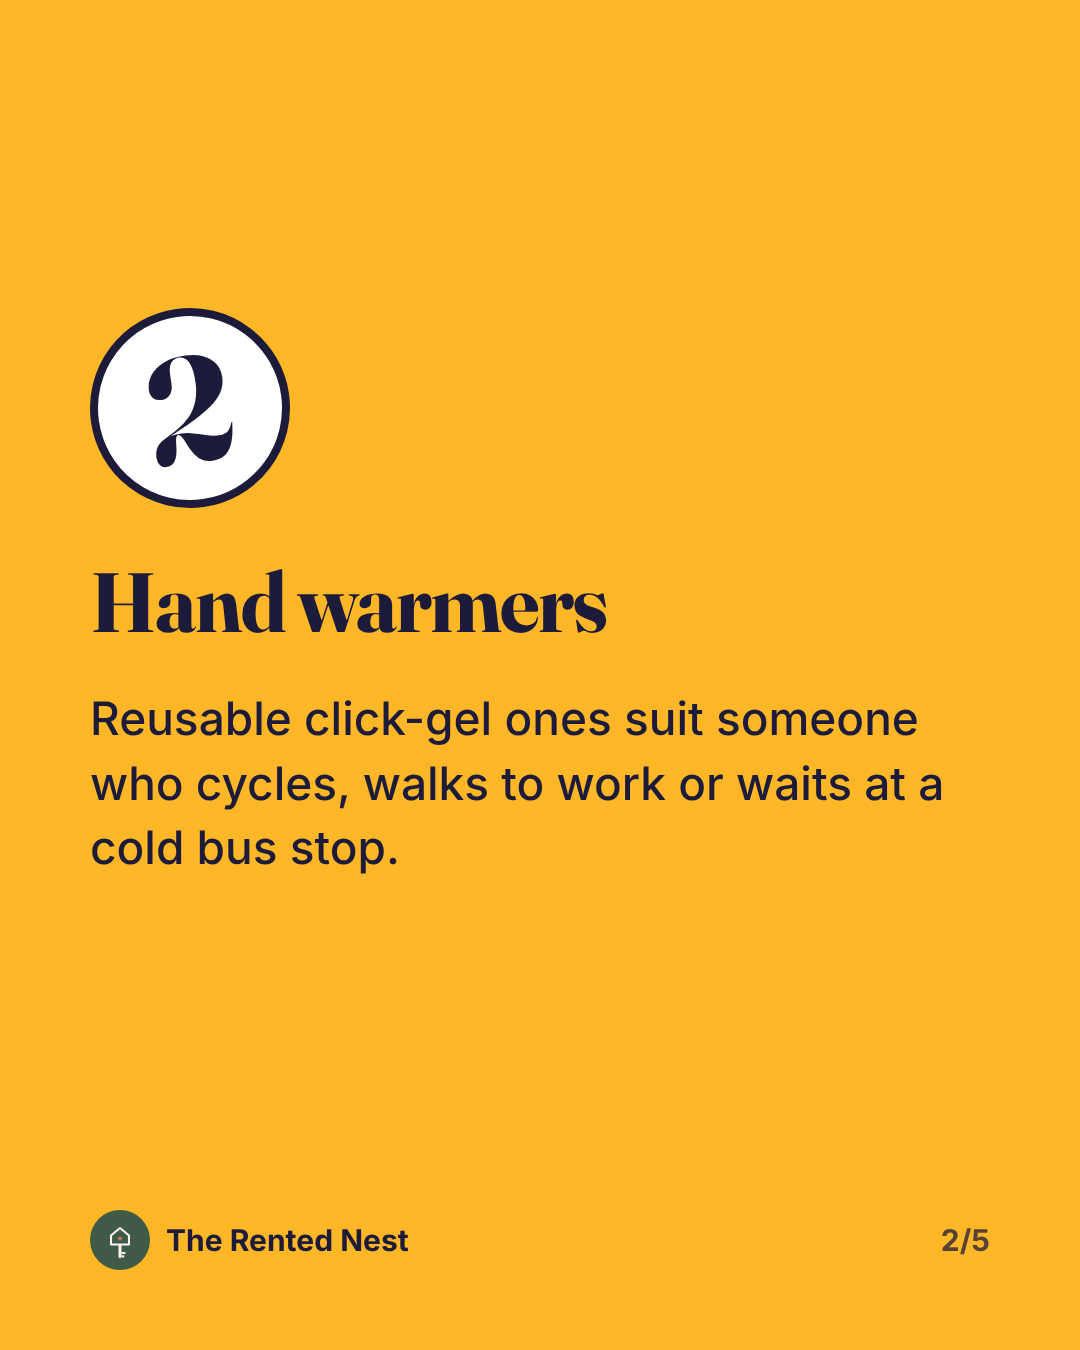 2
Hand warmers
Reusable click-gel ones suit someone
who cycles, walks to work or waits at a
cold bus stop.
The Rented Nest
2/5